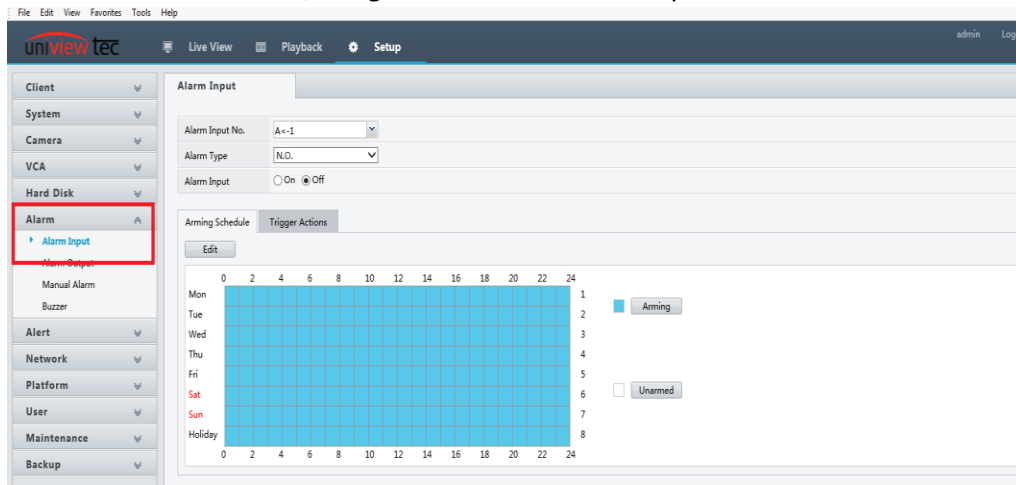 File Edit View Favorites Tools Help
uniview tec
Live View Playback Setup
admin
Client
System
Camera
VCA
Hard Disk
Alarm
Alarm Input
Alarm Output
Manual Alarm
Buzzer
Alert
Network
Platform
User
Maintenance
Backup
Alarm Input
Alarm Input No. A<-1
Alarm Type N.O.
Alarm Input On Off
Arming Schedule Trigger Actions
Edit
0 2 4 6 8 10 12 14 16 18 20 22 24
Mon 1
Tue 2
Wed 3
Thu 4
Fri 5
Sat 6
Sun 7
Holiday 8
0 2 4 6 8 10 12 14 16 18 20 22 24
Arming
Unarmed